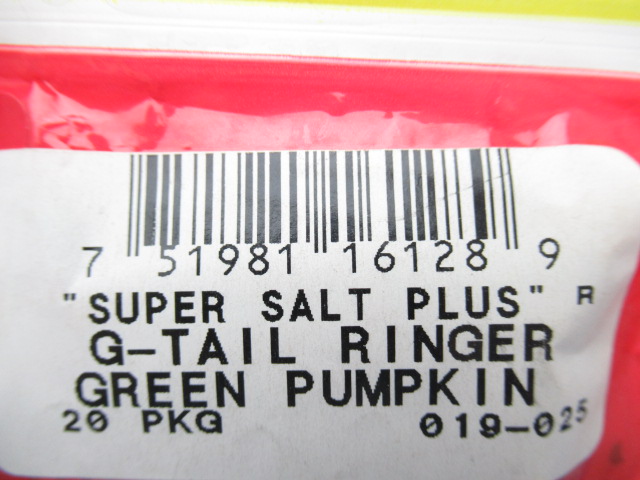 7 51981 16128 9
"SUPER SALT PLUS" R
G-TAIL RINGER
GREEN PUMPKIN
20 PKG 019-025